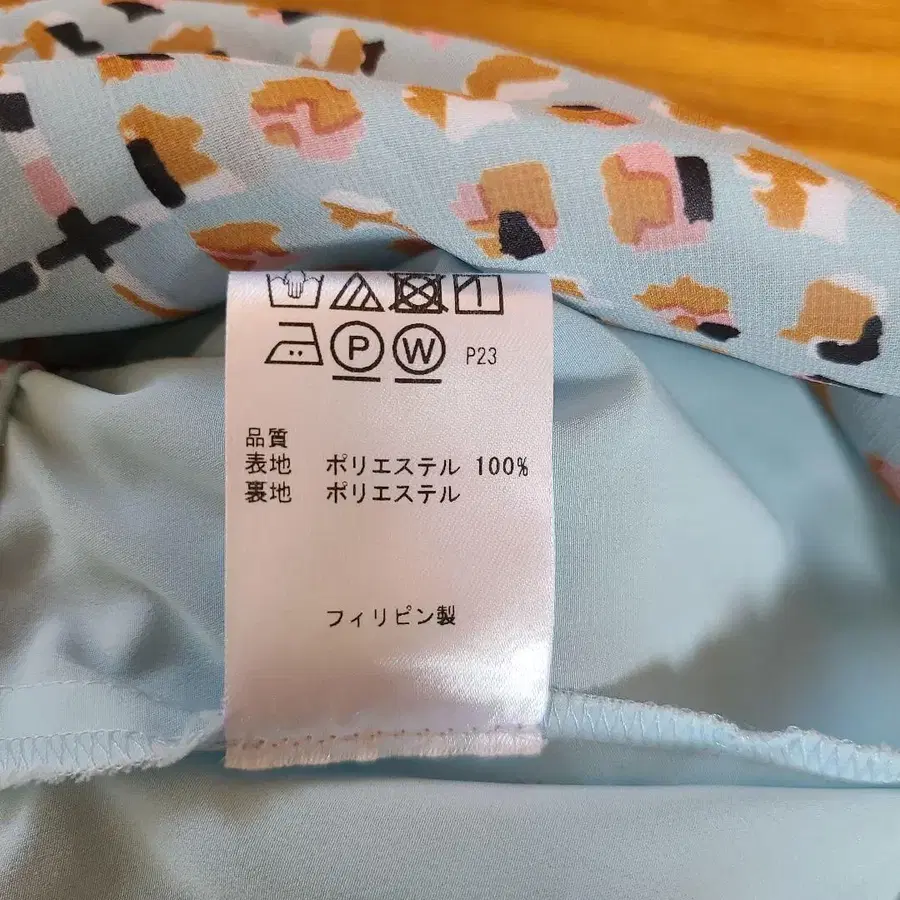 P W P23
品質
表地 ポリエステル 100%
裏地 ポリエステル
フィリピン製